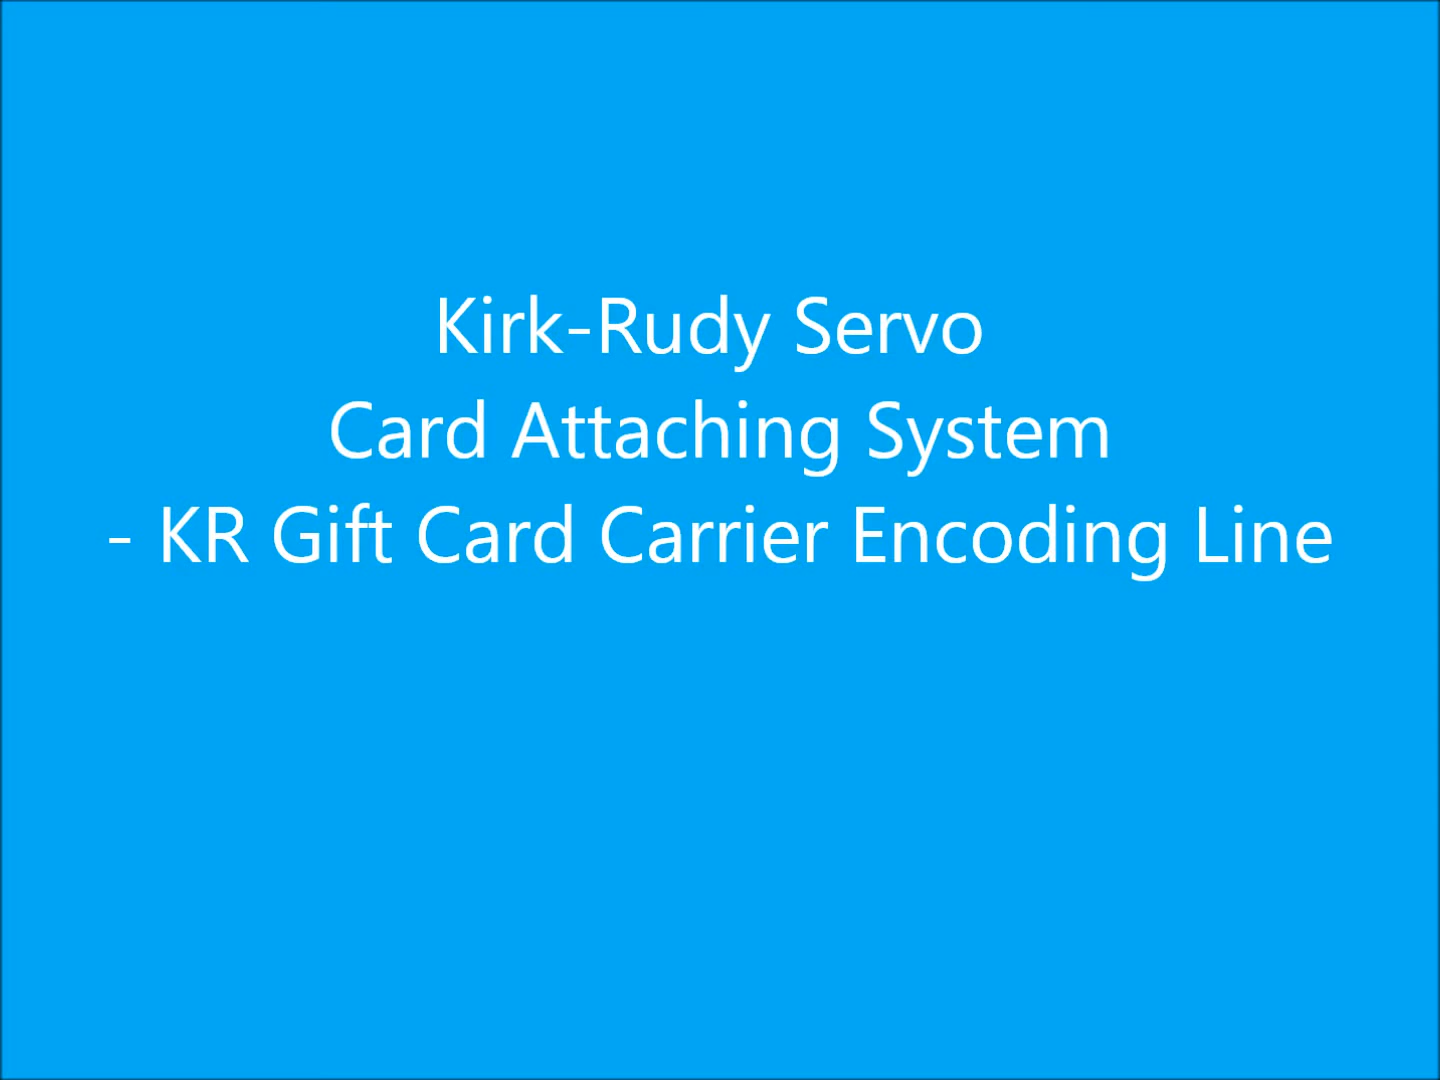 Kirk-Rudy Servo
Card Attaching System
- KR Gift Card Carrier Encoding Line